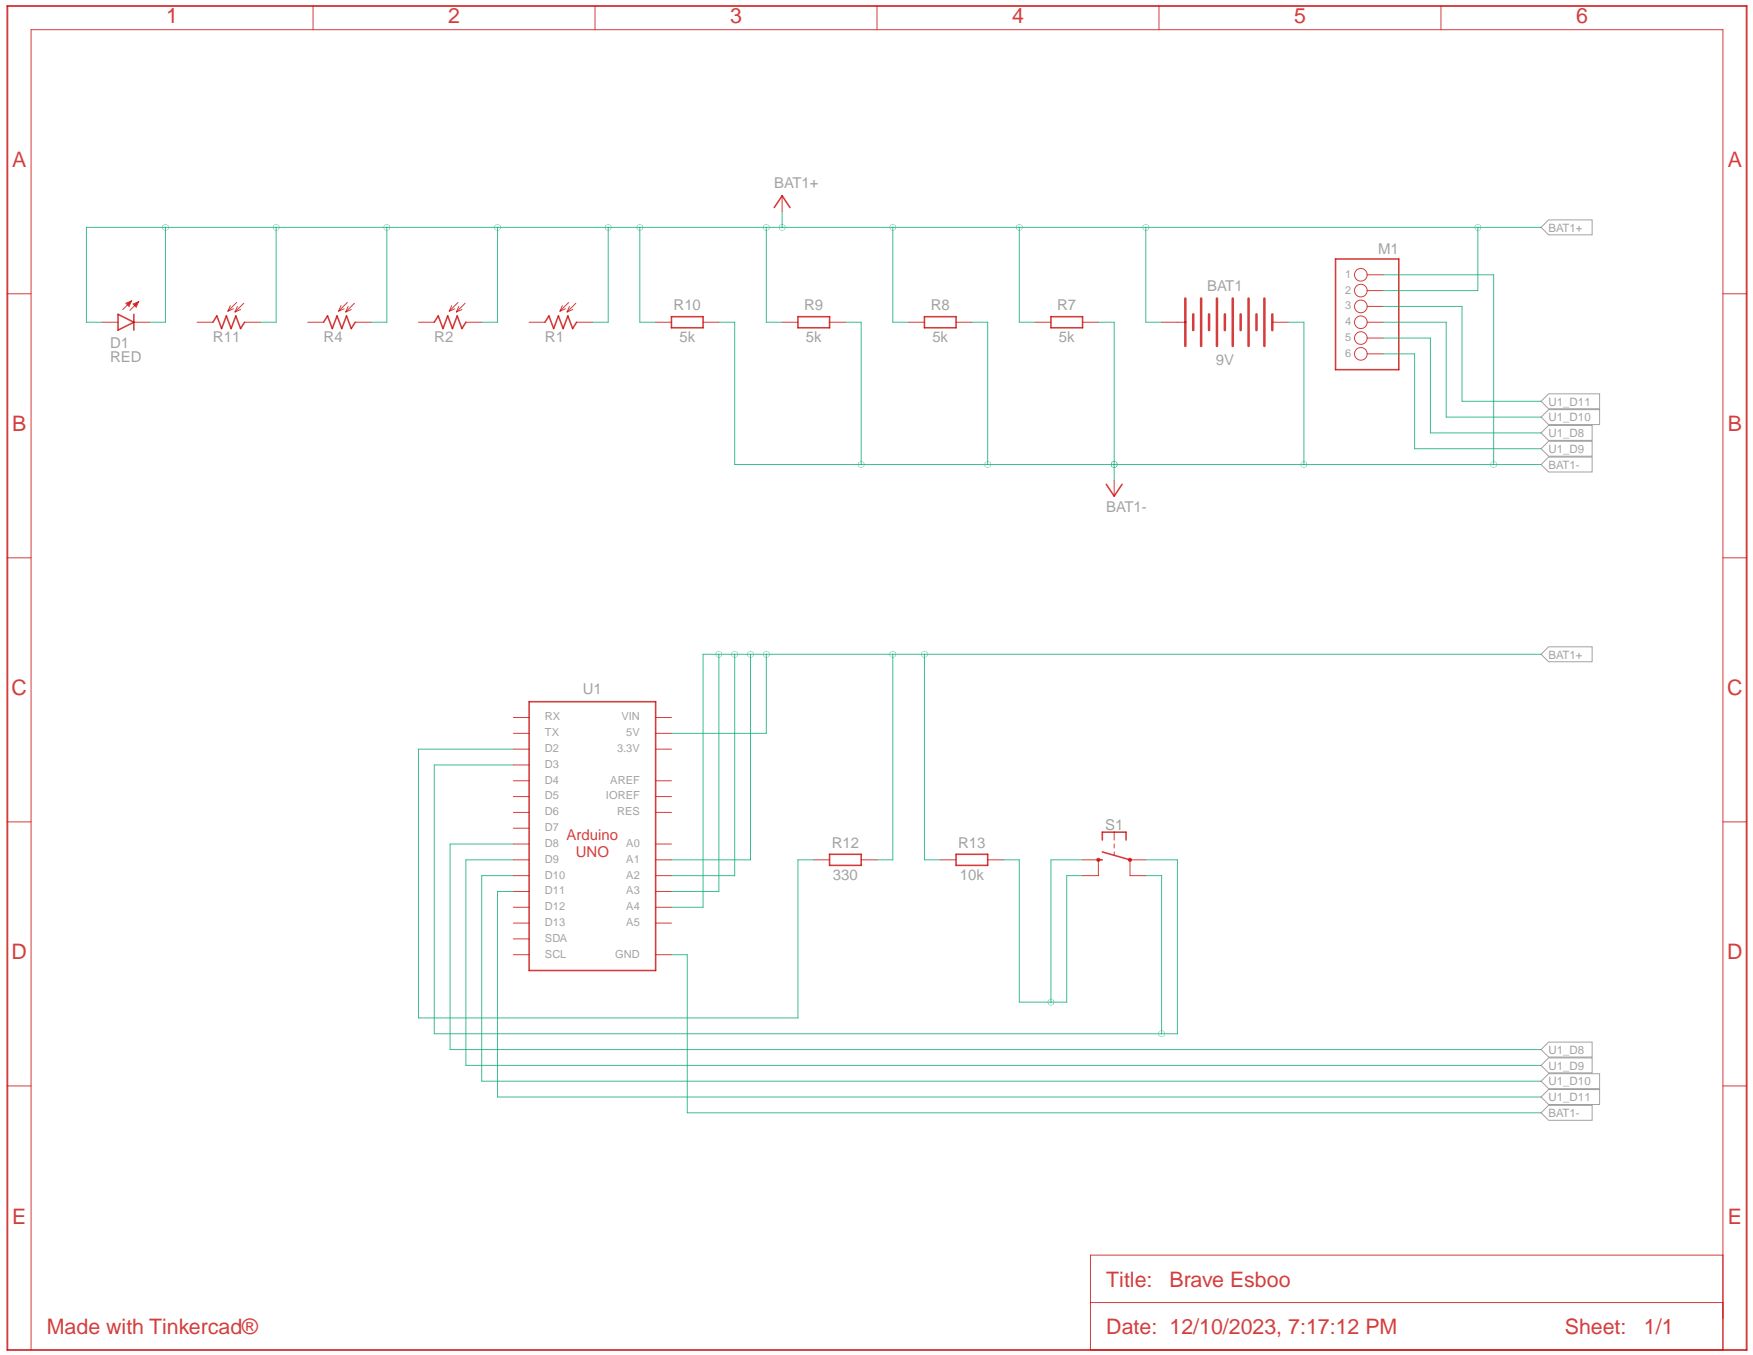 1 2 3 4 5 6
A A
BAT1+
BAT1+
M1
BAT1
1
2
3
4
5
6
R10 R9 R8 R7
D1
RED
R11 R4 R2 R1
5k 5k 5k 5k
9V
U1_D11
U1_D10
U1_D8
U1_D9
BAT1-
B B
BAT1-
BAT1+
C C
U1
RX VIN
TX 5V
D2 3.3V
D3
D4 AREF
D5 IOREF
D6 RES
D7
Arduino
UNO
D8 A0
D9 A1
D10 A2
D11 A3
D12 A4
D13 A5
SDA
SCL GND
S1
R12 R13
330 10k
D D
U1_D8
U1_D9
U1_D10
U1_D11
BAT1-
E E
Title: Brave Esboo
Made with Tinkercad®
Date: 12/10/2023, 7:17:12 PM Sheet: 1/1